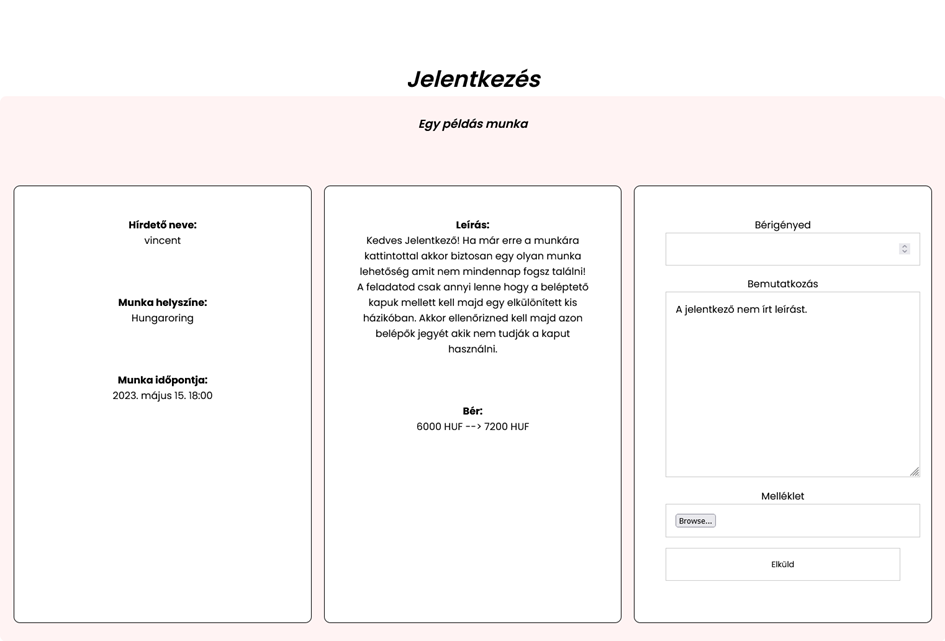 Jelentkezés
Egy példás munka
Hírdető neve:
vincent
Munka helyszíne:
Hungaroring
Munka időpontja:
2023. május 15. 18:00
Leírás:
Kedves Jelentkező! Ha már erre a munkára
kattintottal akkor biztosan egy olyan munka
lehetőség amit nem mindennap fogsz találni!
A feladatod csak annyi lenne hogy a beléptető
kapuk mellett kell majd egy elkülönített kis
házikóban. Akkor ellenőrizned kell majd azon
belépők jegyét akik nem tudják a kaput
használni.
Bér:
6000 HUF --> 7200 HUF
Bérigényed
Bemutatkozás
A jelentkező nem írt leírást.
Melléklet
Browse...
Elküld